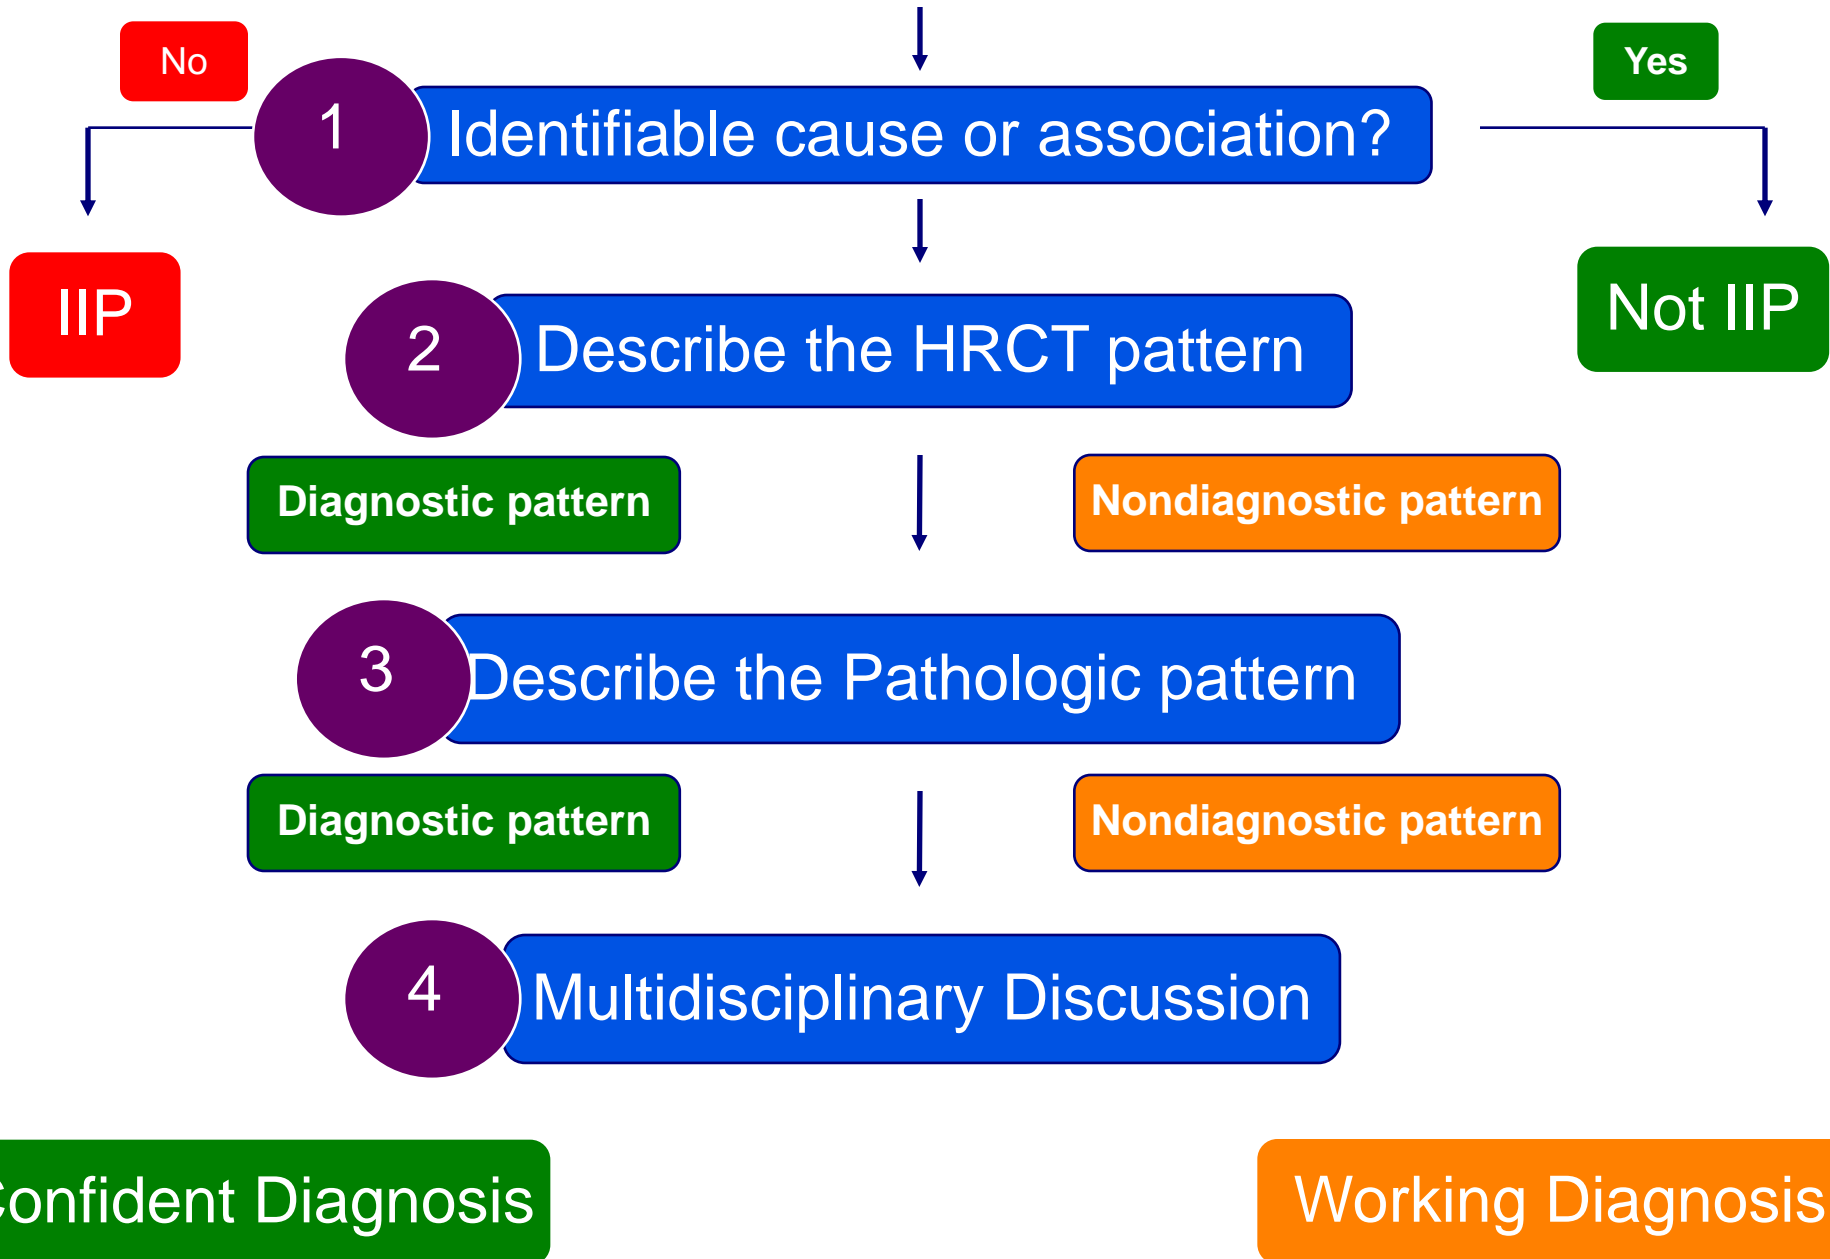 No
Yes
1
Identifiable cause or association?
IIP
Not IIP
2
Describe the HRCT pattern
Diagnostic pattern
Nondiagnostic pattern
3
Describe the Pathologic pattern
Diagnostic pattern
Nondiagnostic pattern
4
Multidisciplinary Discussion
Confident Diagnosis
Working Diagnosis